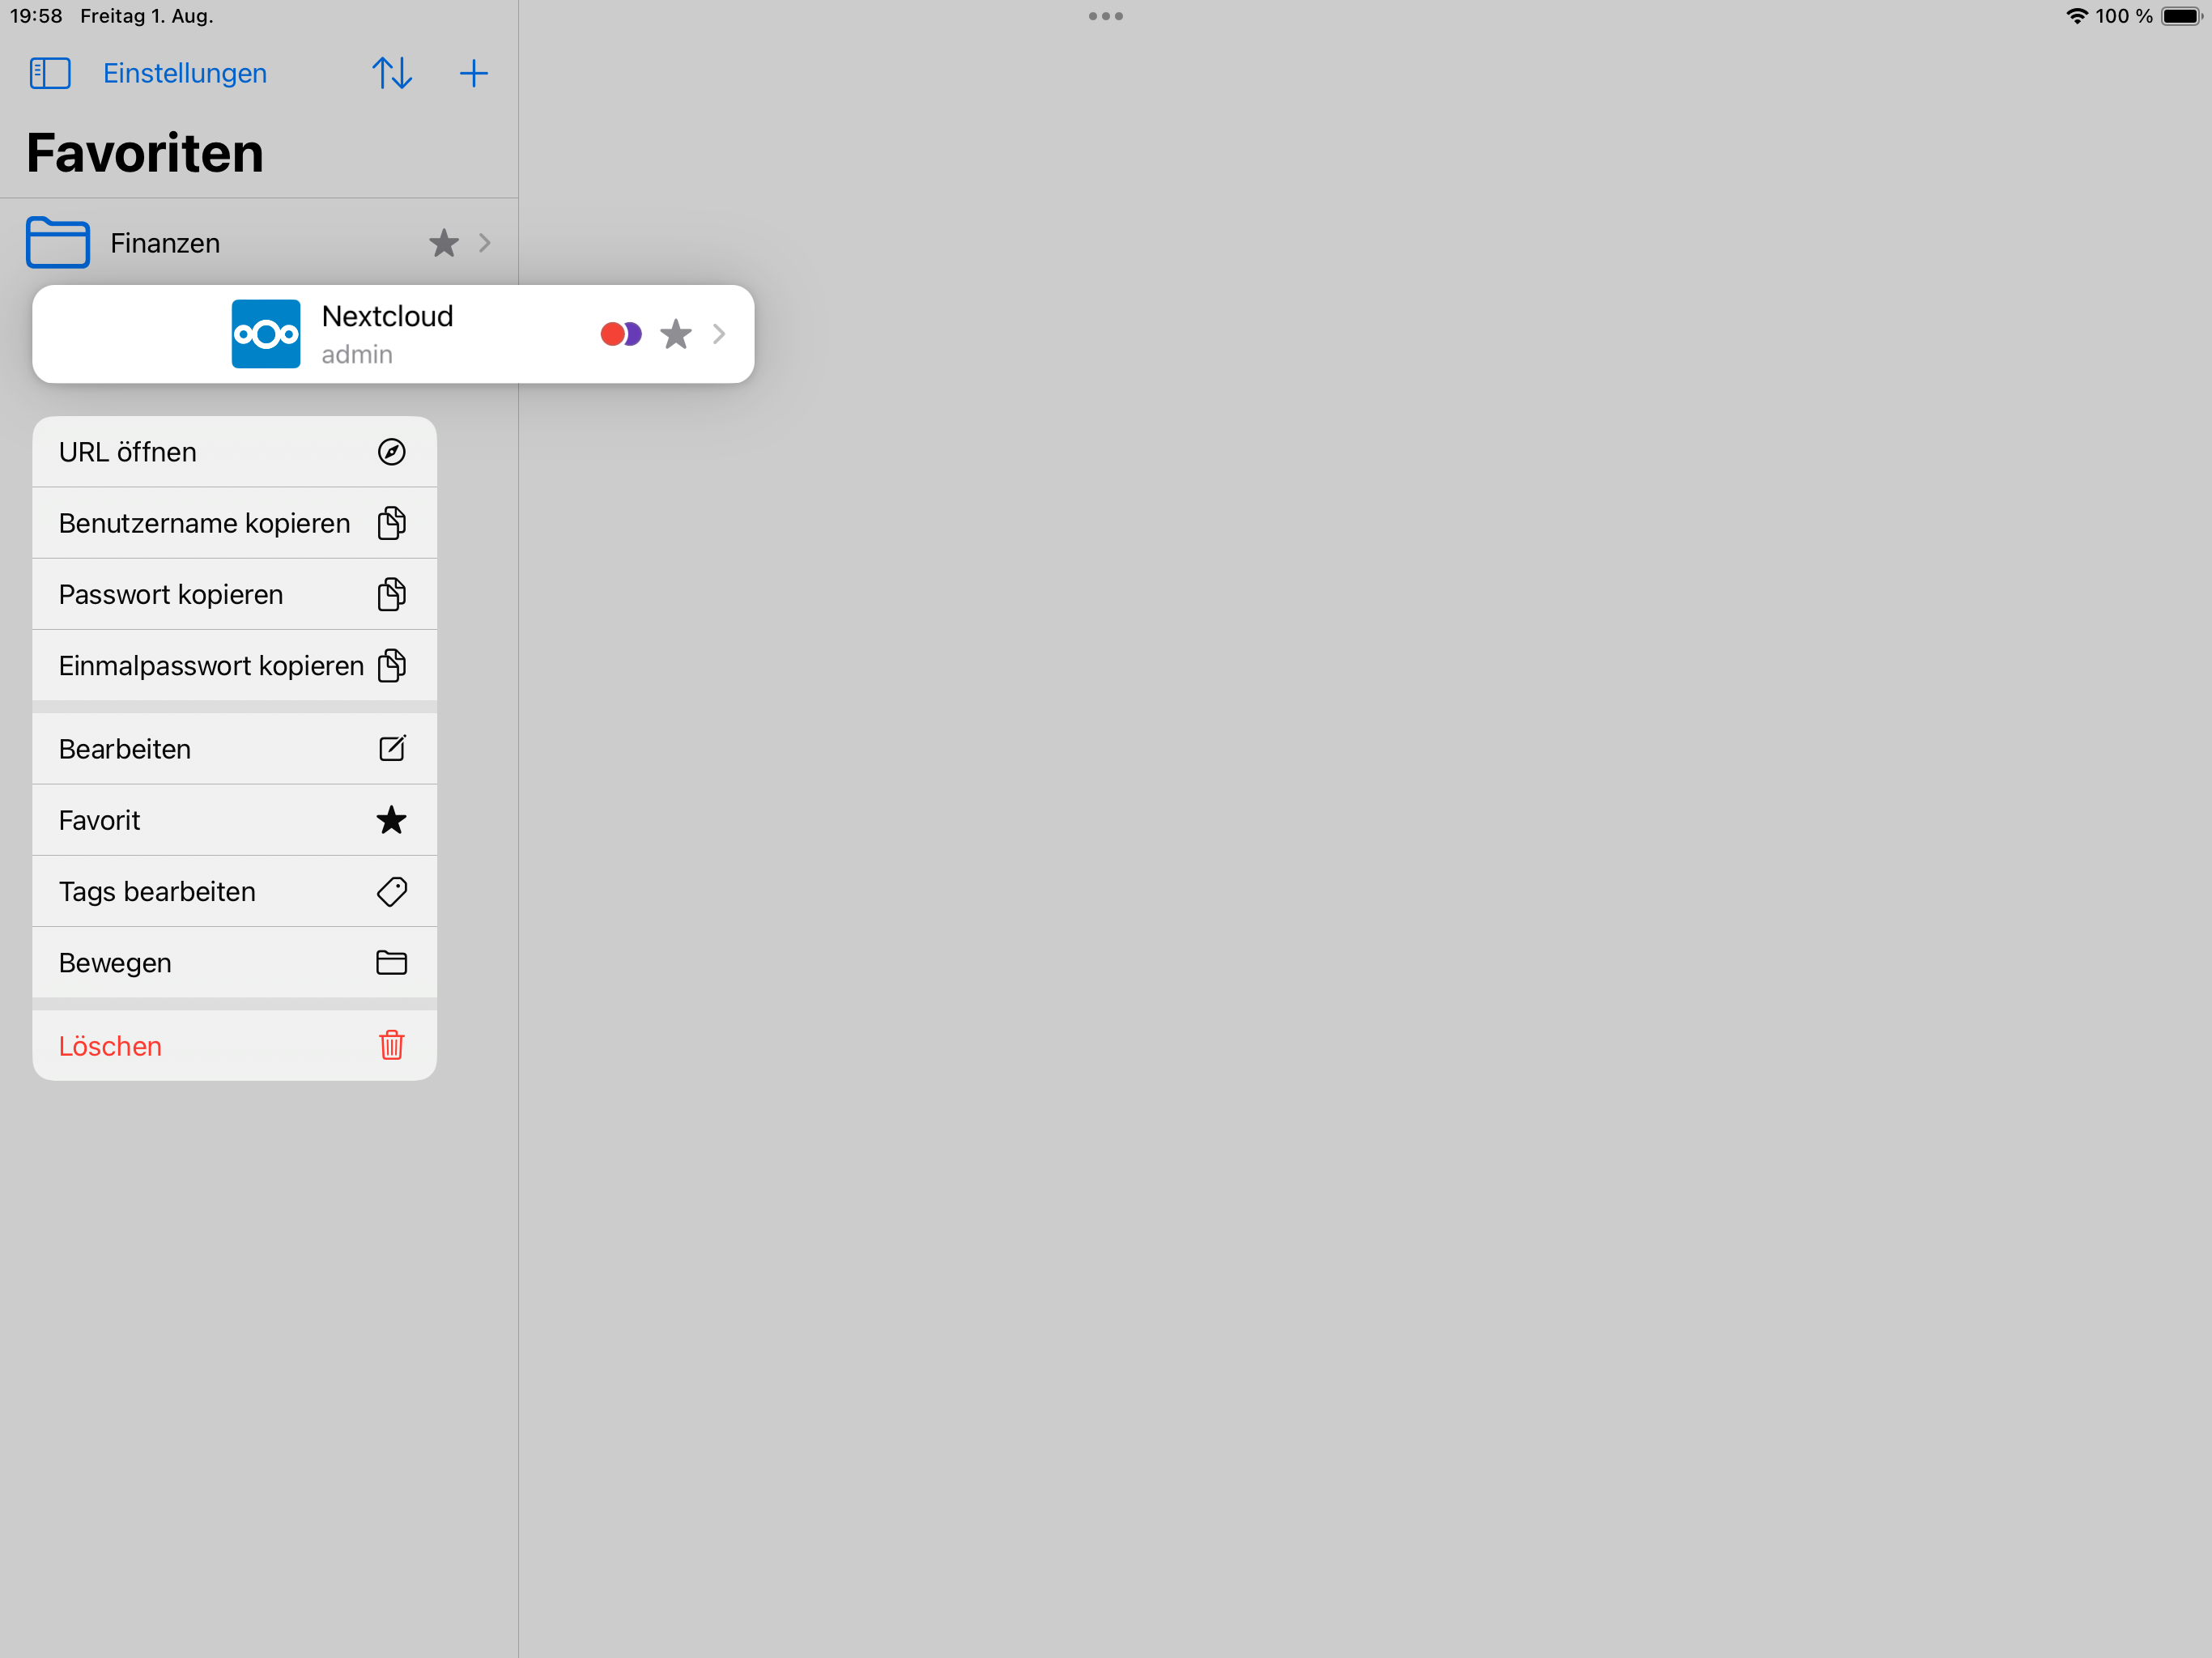 19:58 Freitag 1. Aug.
100 %
Einstellungen
Favoriten
Finanzen
Nextcloud
admin
URL öffnen
Benutzername kopieren
Passwort kopieren
Einmalpasswort kopieren
Bearbeiten
Favorit
Tags bearbeiten
Bewegen
Löschen